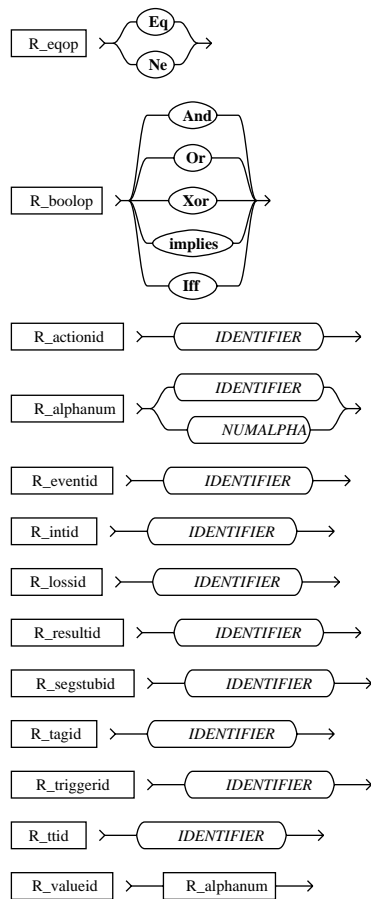 R_eqop
Eq
Ne
R_boolop
And
Or
Xor
implies
Iff
R_actionid IDENTIFIER
R_alphanum
IDENTIFIER
NUMALPHA
R_eventid IDENTIFIER
R_intid IDENTIFIER
R_lossid IDENTIFIER
R_resultid IDENTIFIER
R_segstubid IDENTIFIER
R_tagid IDENTIFIER
R_triggerid IDENTIFIER
R_ttid IDENTIFIER
R_valueid R_alphanum